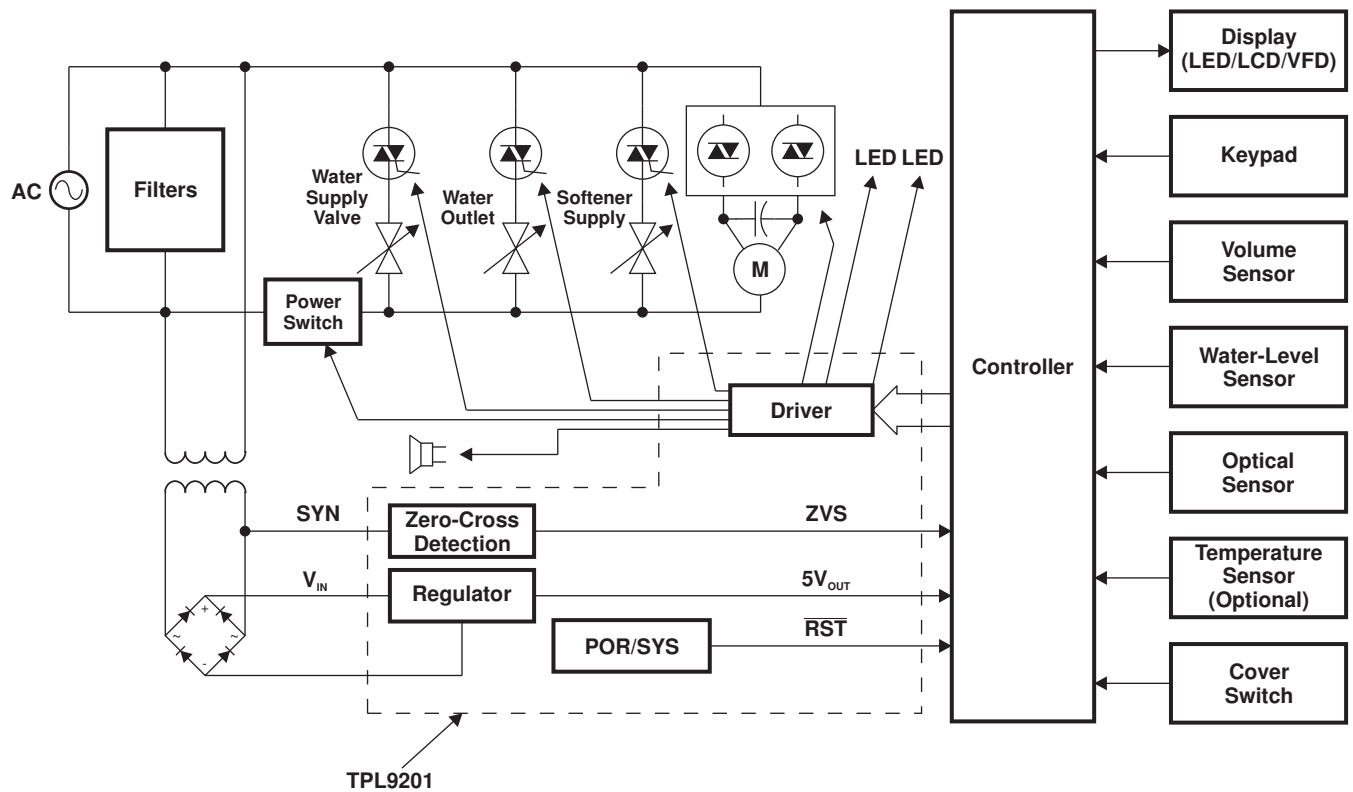 Display
(LED/LCD/VFD)
Keypad
Volume
Sensor
Water-Level
Sensor
Optical
Sensor
Temperature
Sensor
(Optional)
Cover
Switch
Controller
AC
Filters
Water
Supply
Valve
Water
Outlet
Softener
Supply
M
LED LED
Power
Switch
Driver
SYN
Zero-Cross
Detection
ZVS
VIN
Regulator
5VOUT
+
~
~
-
POR/SYS
RST
TPL9201